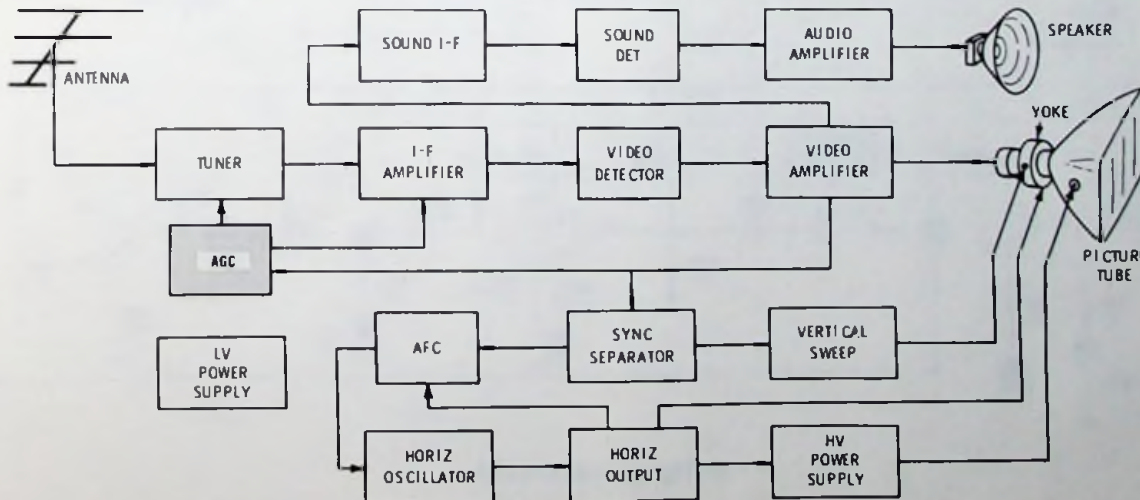 SOUND I-F
SOUND
DET
AUDIO
AMPLIFIER
SPEAKER
ANTENNA
YOKE
TUNER
I-F
AMPLIFIER
VIDEO
DETECTOR
VIDEO
AMPLIFIER
AGC
PICTUR
TUBE
LV
POWER
SUPPLY
AFC
SYNC
SEPARATOR
VERTICAL
SWEEP
HORIZ
OSCILLATOR
HORIZ
OUTPUT
HV
POWER
SUPPLY